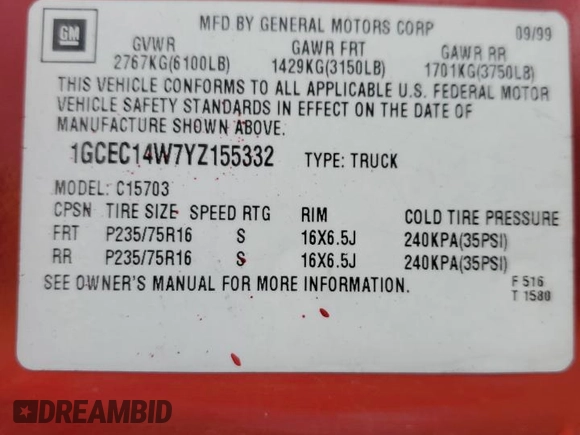 GM
MFD BY GENERAL MOTORS CORP 09/99
GVWR GAWR FRT GAWR RR
2767KG(6100LB) 1429KG(3150LB) 1701KG(3750LB)
THIS VEHICLE CONFORMS TO ALL APPLICABLE U.S. FEDERAL MOTOR
VEHICLE SAFETY STANDARDS IN EFFECT ON THE DATE OF
MANUFACTURE SHOWN ABOVE.
1GCEC14W7YZ155332 TYPE: TRUCK
MODEL: C15703
CPSN TIRE SIZE SPEED RTG RIM COLD TIRE PRESSURE
FRT P235/75R16 S 16X6.5J 240KPA(35PSI)
RR P235/75R16 S 16X6.5J 240KPA(35PSI)
SEE OWNER'S MANUAL FOR MORE INFORMATION.
F 516
T 1580
DREAMBID